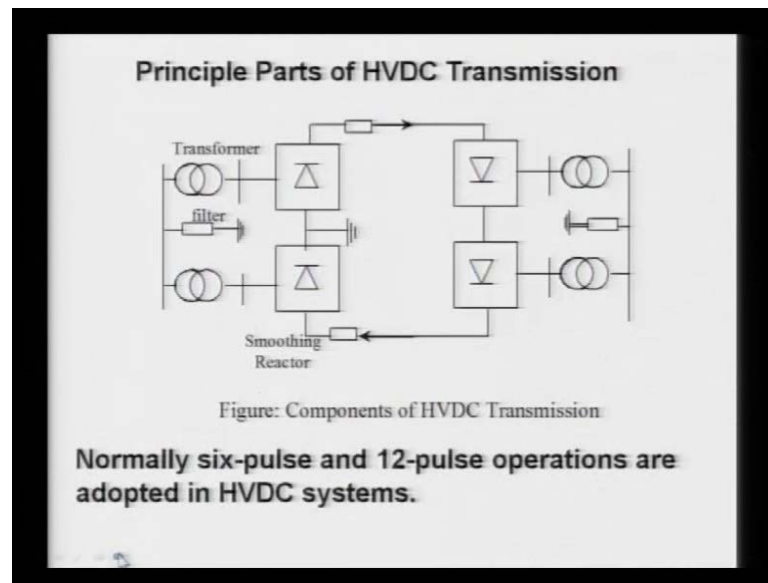 Principle Parts of HVDC Transmission
Transformer
filter
Smoothing
Reactor
Figure: Components of HVDC Transmission
Normally six-pulse and 12-pulse operations are
adopted in HVDC systems.